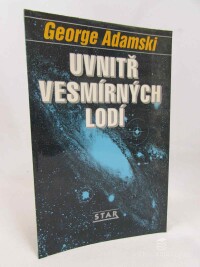 George Adamski
UVNITŘ
VESMÍRNÝCH
LODÍ
STAR